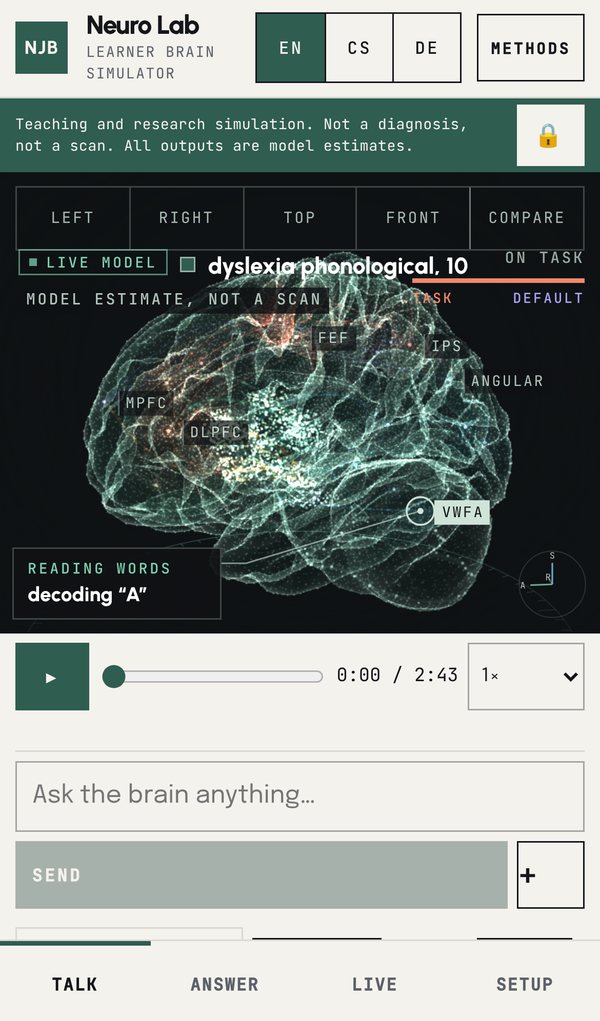 NJB
Neuro Lab
LEARNER BRAIN
SIMULATOR
EN
CS
DE
METHODS
Teaching and research simulation. Not a diagnosis,
not a scan. All outputs are model estimates.
LEFT
RIGHT
TOP
FRONT
COMPARE
LIVE MODEL
dyslexia phonological, 10
ON TASK
MODEL ESTIMATE, NOT A SCAN
TASK
DEFAULT
FEF
IPS
ANGULAR
MPFC
DLPFC
VWFA
READING WORDS
decoding “A”
S
A
R
0:00 / 2:43
1×
Ask the brain anything…
SEND
+
TALK
ANSWER
LIVE
SETUP